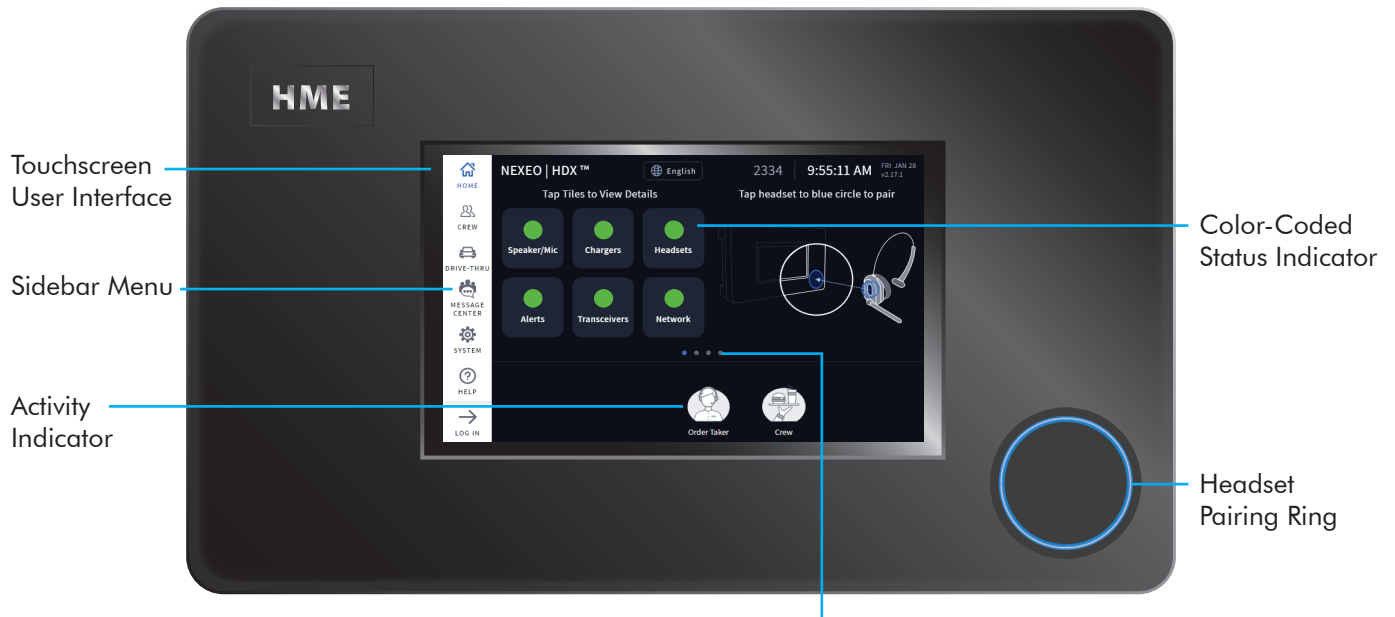 HME
Touchscreen
User Interface
Sidebar Menu
Activity
Indicator
HOME
CREW
DRIVE-THRU
MESSAGE
CENTER
SYSTEM
HELP
LOG IN
NEXEO | HDX ™
English
2334
9:55:11 AM
FRI JAN 28
v2.17.1
Tap Tiles to View Details
Tap headset to blue circle to pair
Speaker/Mic
Chargers
Headsets
Alerts
Transceivers
Network
Order Taker
Crew
Color-Coded
Status Indicator
Headset
Pairing Ring